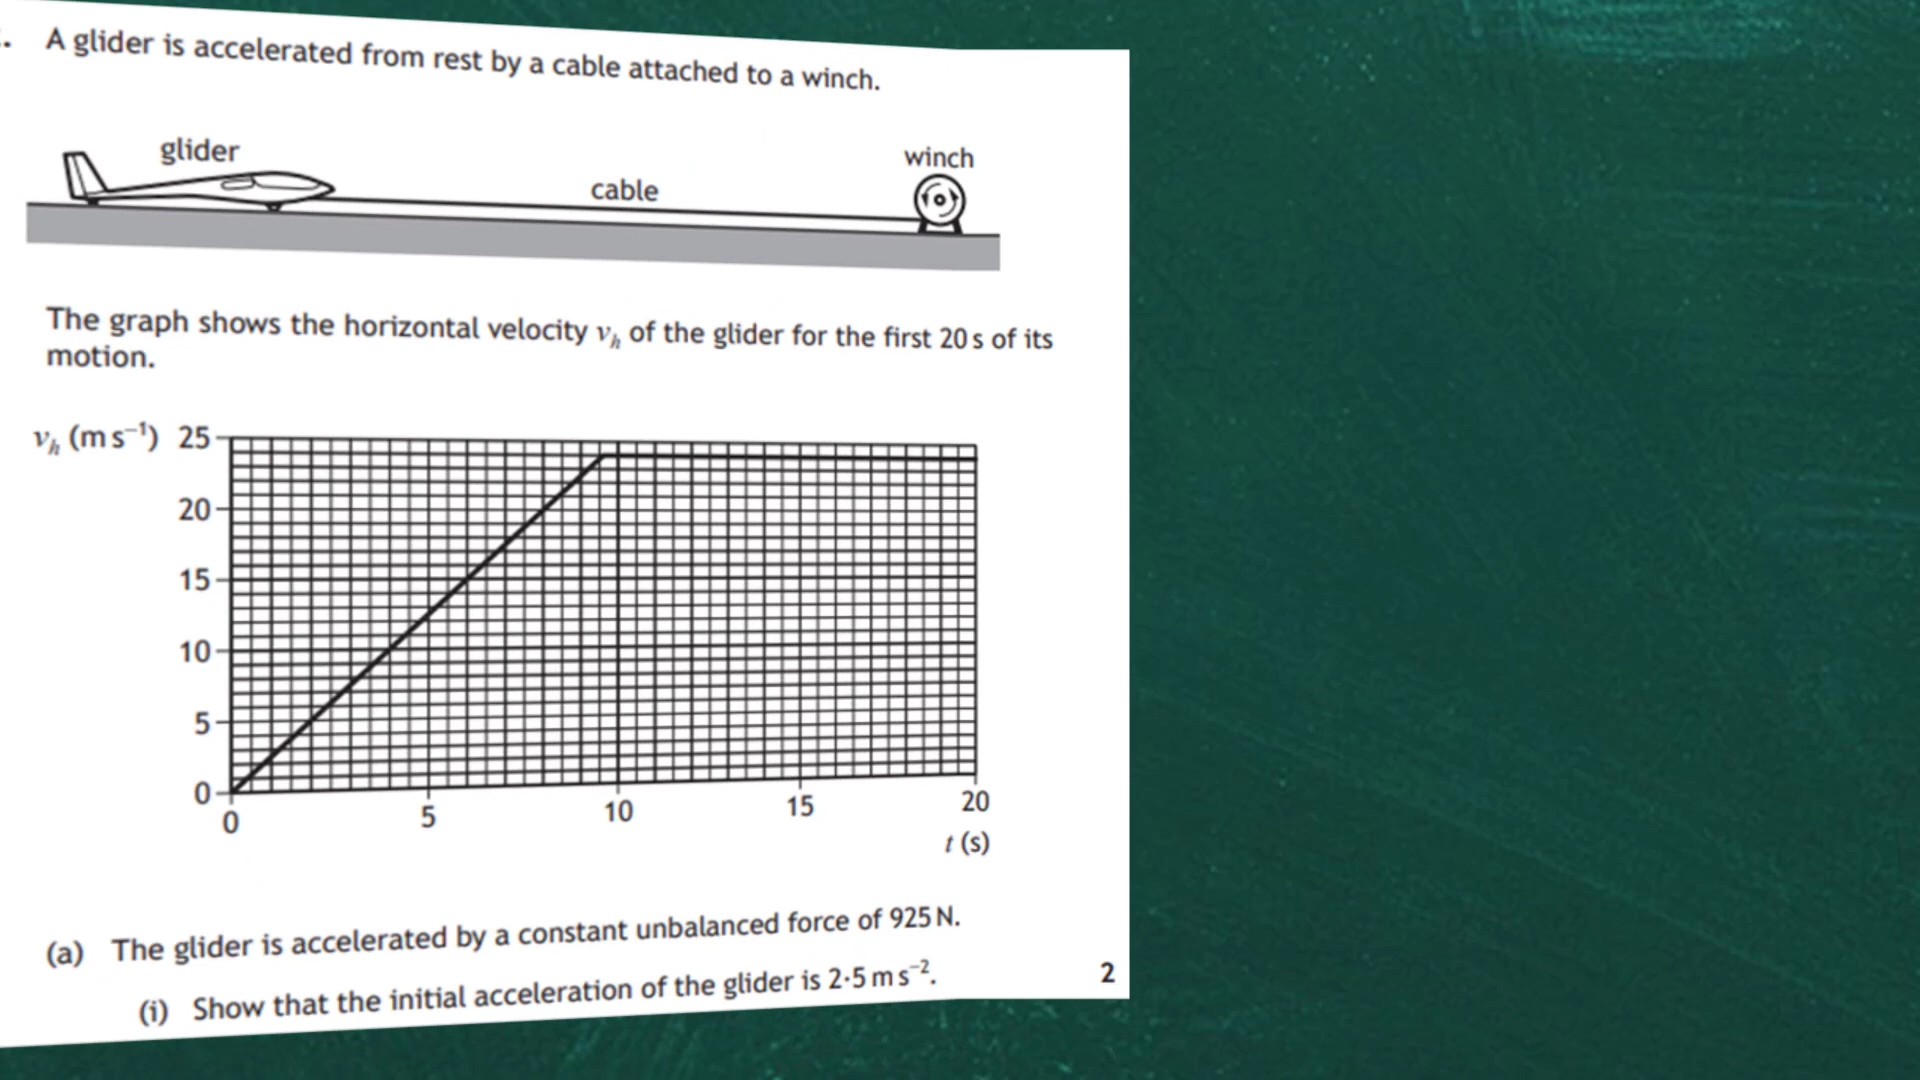 . A glider is accelerated from rest by a cable attached to a winch.
glider
winch
cable
The graph shows the horizontal velocity vₕ of the glider for the first 20 s of its
motion.
vₕ (m s⁻¹) 25
20
15
10
5
0
0 5 10 15 20
t (s)
(a) The glider is accelerated by a constant unbalanced force of 925 N.
(i) Show that the initial acceleration of the glider is 2·5 m s⁻².
2